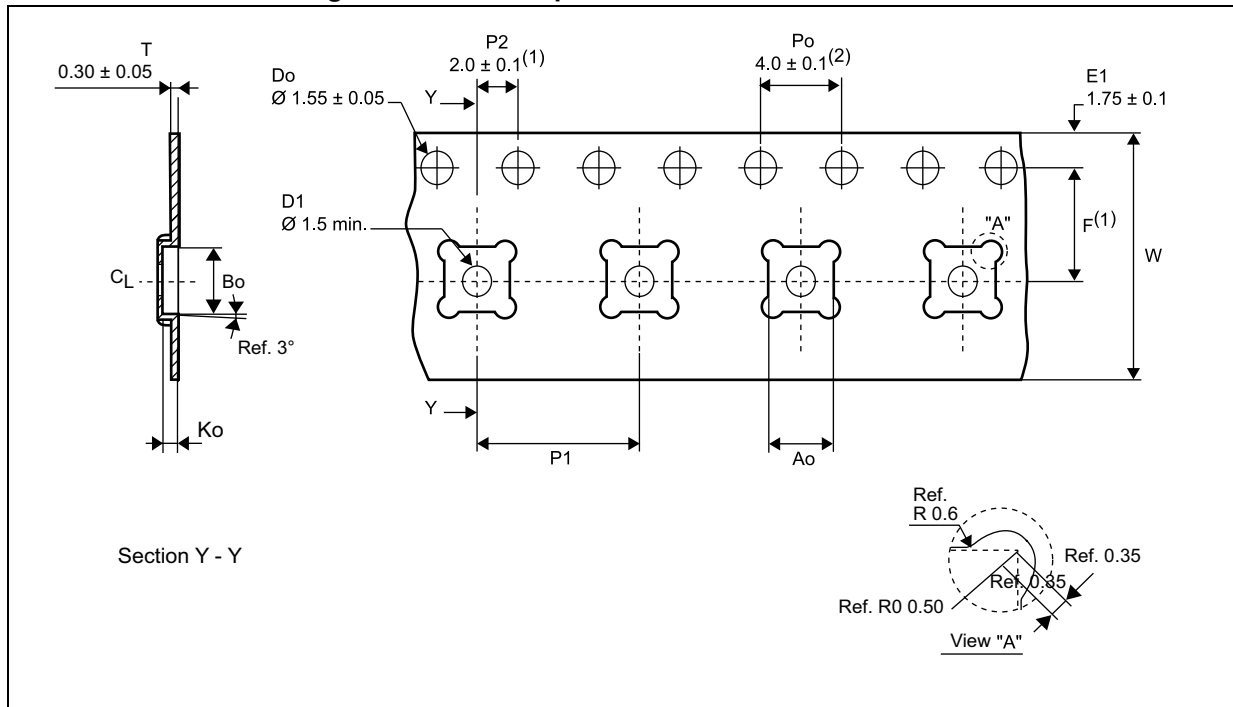 T
0.30 ± 0.05
Do
Ø 1.55 ± 0.05
P2
2.0 ± 0.1(1)
Y
Po
4.0 ± 0.1(2)
E1
1.75 ± 0.1
D1
Ø 1.5 min.
"A"
F(1)
W
CL
Bo
Ref. 3°
Ko
Y
P1
Ao
Section Y - Y
Ref.
R 0.6
Ref. 0.35
Ref. 0.35
Ref. R0 0.50
View "A"